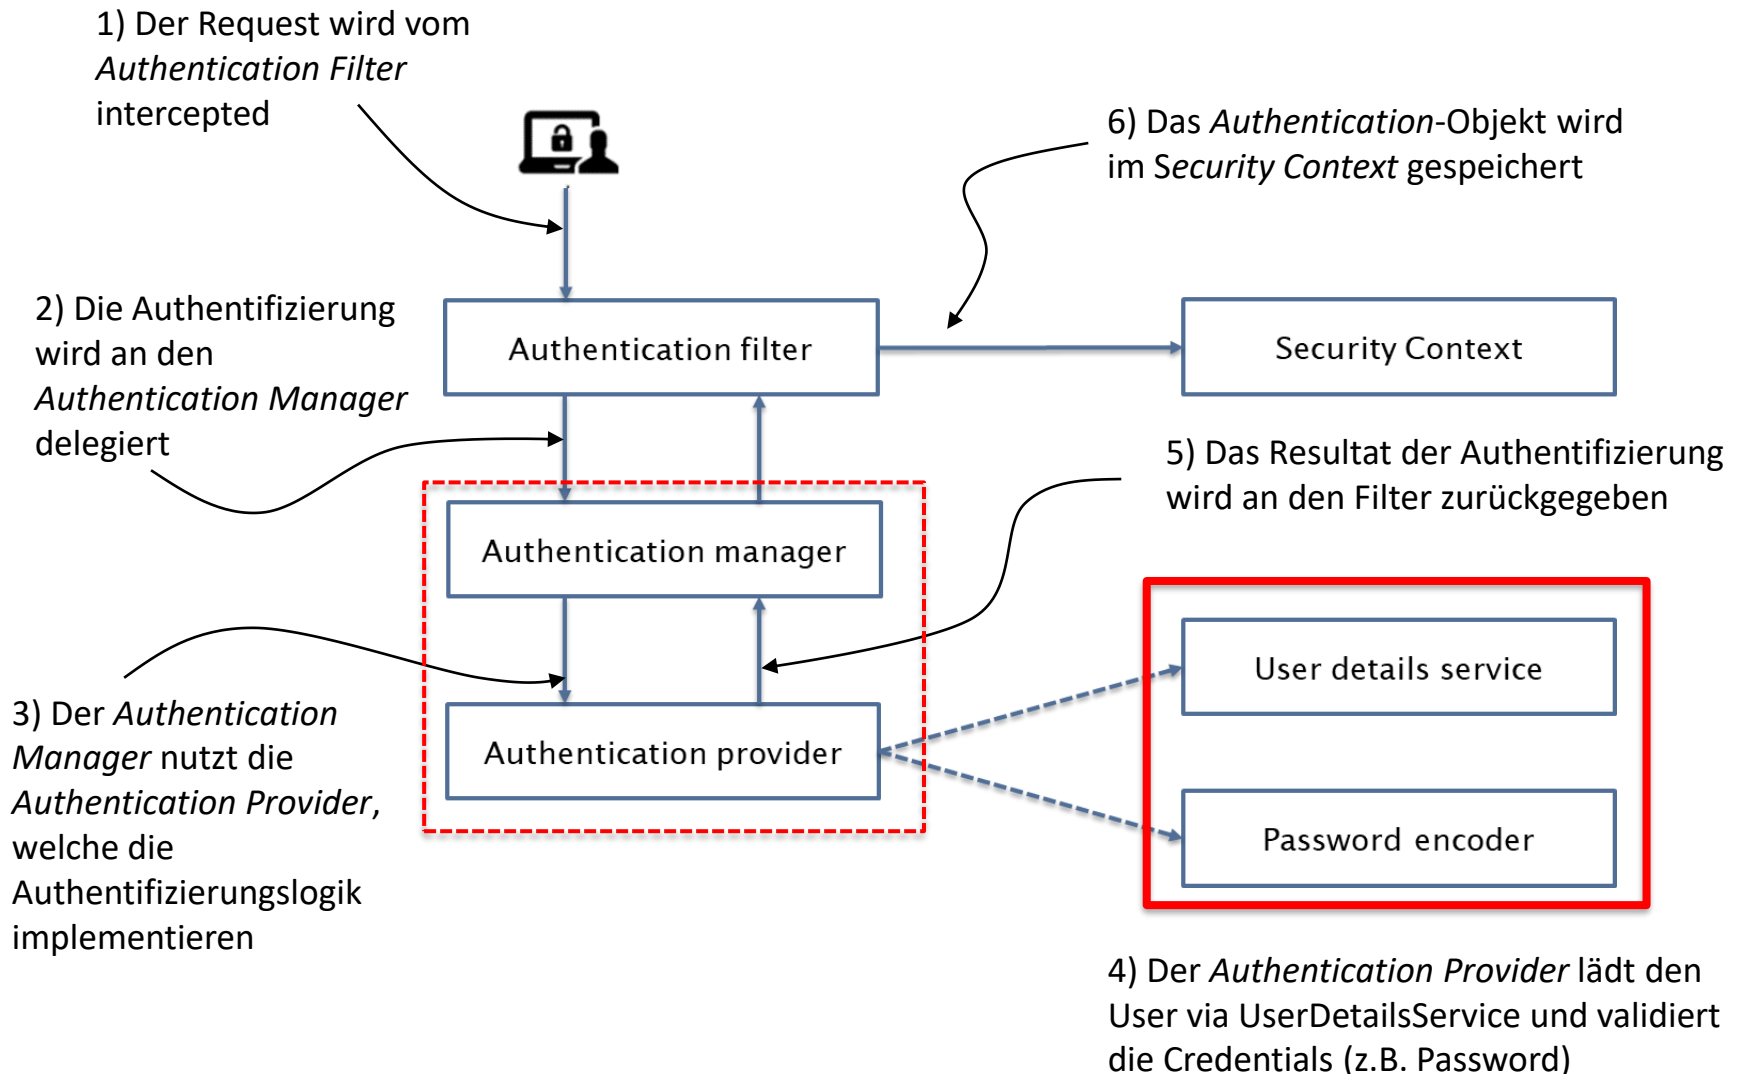 1) Der Request wird vom
Authentication Filter
intercepted
6) Das Authentication-Objekt wird
im Security Context gespeichert
2) Die Authentifizierung
wird an den
Authentication Manager
delegiert
Authentication filter
Security Context
5) Das Resultat der Authentifizierung
wird an den Filter zurückgegeben
Authentication manager
User details service
3) Der Authentication
Manager nutzt die
Authentication Provider,
welche die
Authentifizierungslogik
implementieren
Authentication provider
Password encoder
4) Der Authentication Provider lädt den
User via UserDetailsService und validiert
die Credentials (z.B. Password)